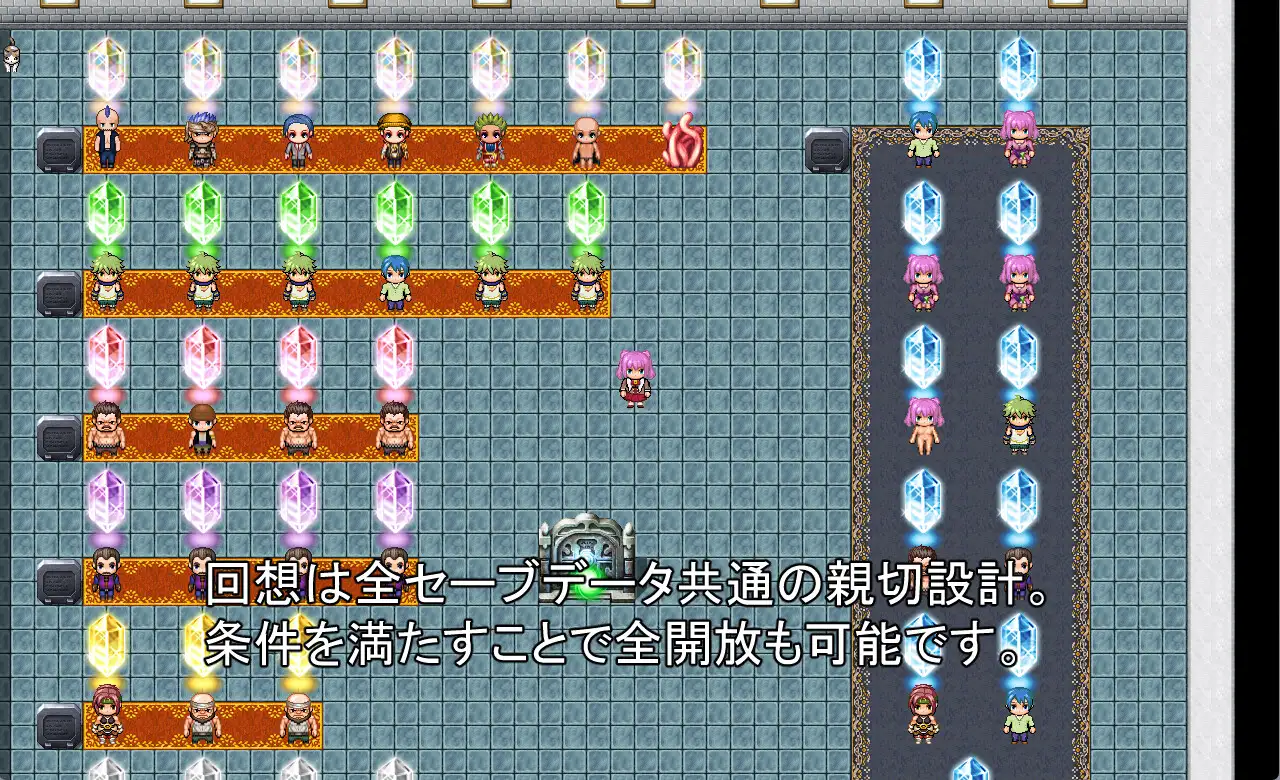 回想は全セーブデータ共通の親切設計。
条件を満たすことで全開放も可能です。